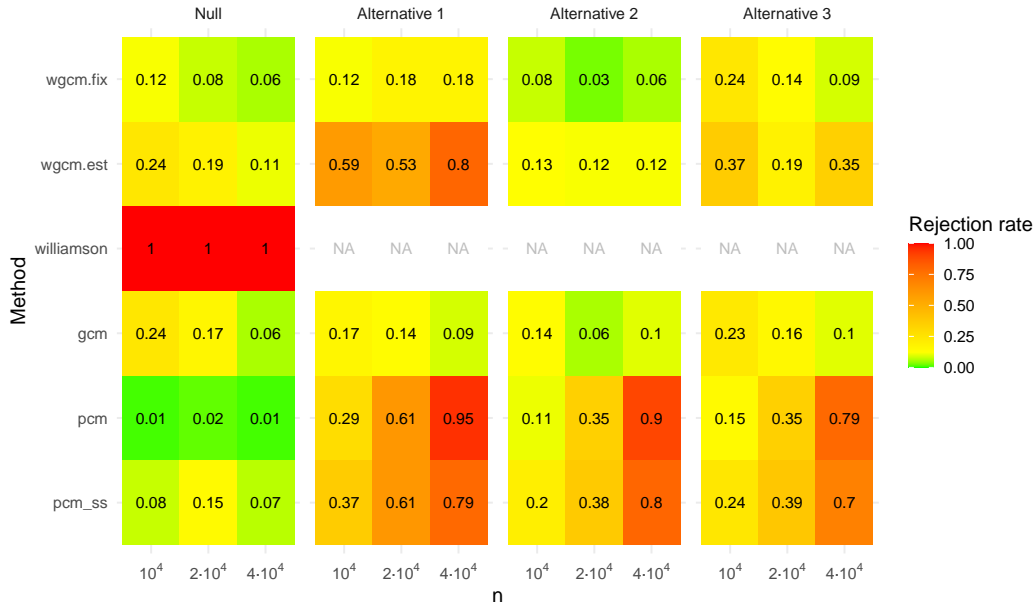 Null Alternative 1 Alternative 2 Alternative 3
wgcm.fix 0.12 0.08 0.06 0.12 0.18 0.18 0.08 0.03 0.06 0.24 0.14 0.09
wgcm.est 0.24 0.19 0.11 0.59 0.53 0.8 0.13 0.12 0.12 0.37 0.19 0.35
williamson 1 1 1 NA NA NA NA NA NA NA NA NA
gcm 0.24 0.17 0.06 0.17 0.14 0.09 0.14 0.06 0.1 0.23 0.16 0.1
pcm 0.01 0.02 0.01 0.29 0.61 0.95 0.11 0.35 0.9 0.15 0.35 0.79
pcm_ss 0.08 0.15 0.07 0.37 0.61 0.79 0.2 0.38 0.8 0.24 0.39 0.7
10⁴ 2·10⁴ 4·10⁴ 10⁴ 2·10⁴ 4·10⁴ 10⁴ 2·10⁴ 4·10⁴ 10⁴ 2·10⁴ 4·10⁴
n
Method
Rejection rate
1.00
0.75
0.50
0.25
0.00